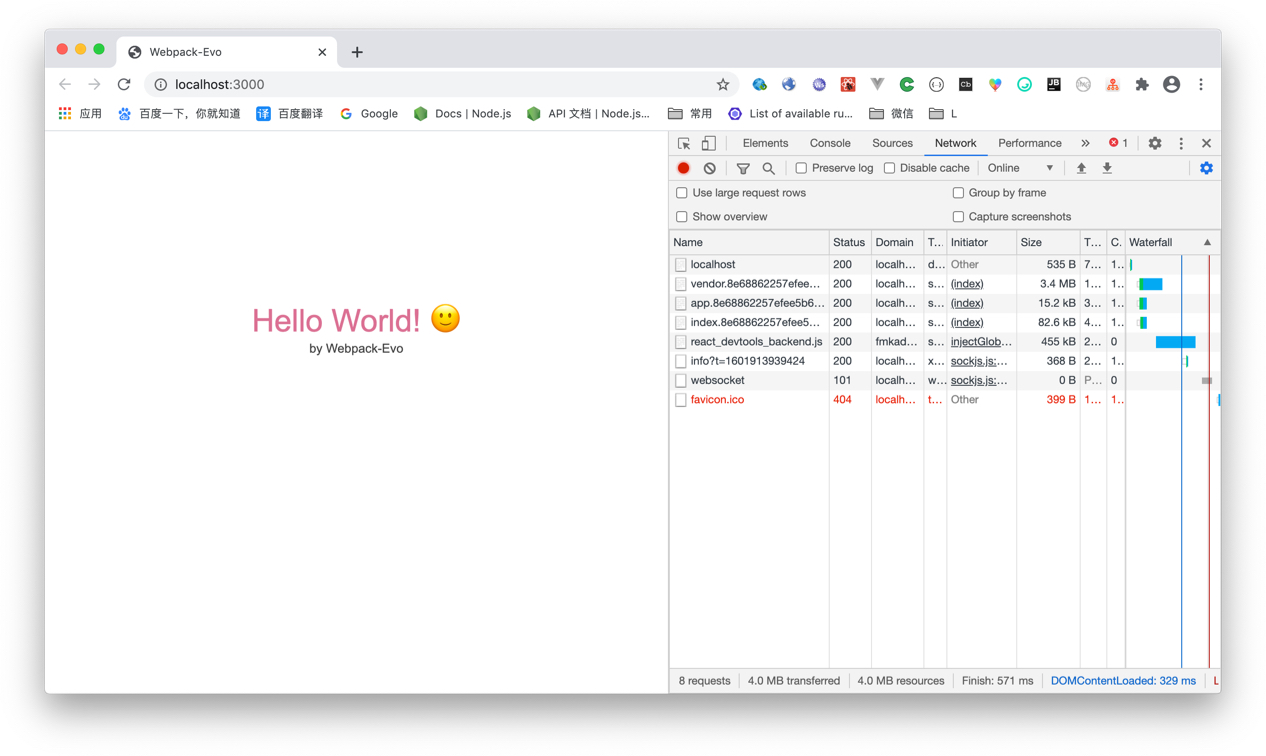 Webpack-Evo
localhost:3000
应用 百度一下，你就知道 译 百度翻译 Google Docs | Node.js API 文档 | Node.js... 常用 List of available ru... 微信 L
Hello World! 🙂
by Webpack-Evo
Elements Console Sources Network Performance » 1
Preserve log Disable cache Online
Use large request rows Group by frame
Show overview Capture screenshots
Name Status Domain T... Initiator Size T... C. Waterfall
localhost 200 localh... d... Other 535 B 7... 1..
vendor.8e68862257efee... 200 localh... s... (index) 3.4 MB 1... 1..
app.8e68862257efee5b6... 200 localh... s... (index) 15.2 kB 3... 1..
index.8e68862257efee5... 200 localh... s... (index) 82.6 kB 4... 1..
react_devtools_backend.js 200 fmkad... s... injectGlob... 455 kB 2... 0
info?t=1601913939424 200 localh... x... sockjs.js:... 368 B 2... 1..
websocket 101 localh... w... sockjs.js:... 0 B P... 0
favicon.ico 404 localh... t... Other 399 B 1... 1..
8 requests 4.0 MB transferred 4.0 MB resources Finish: 571 ms DOMContentLoaded: 329 ms L